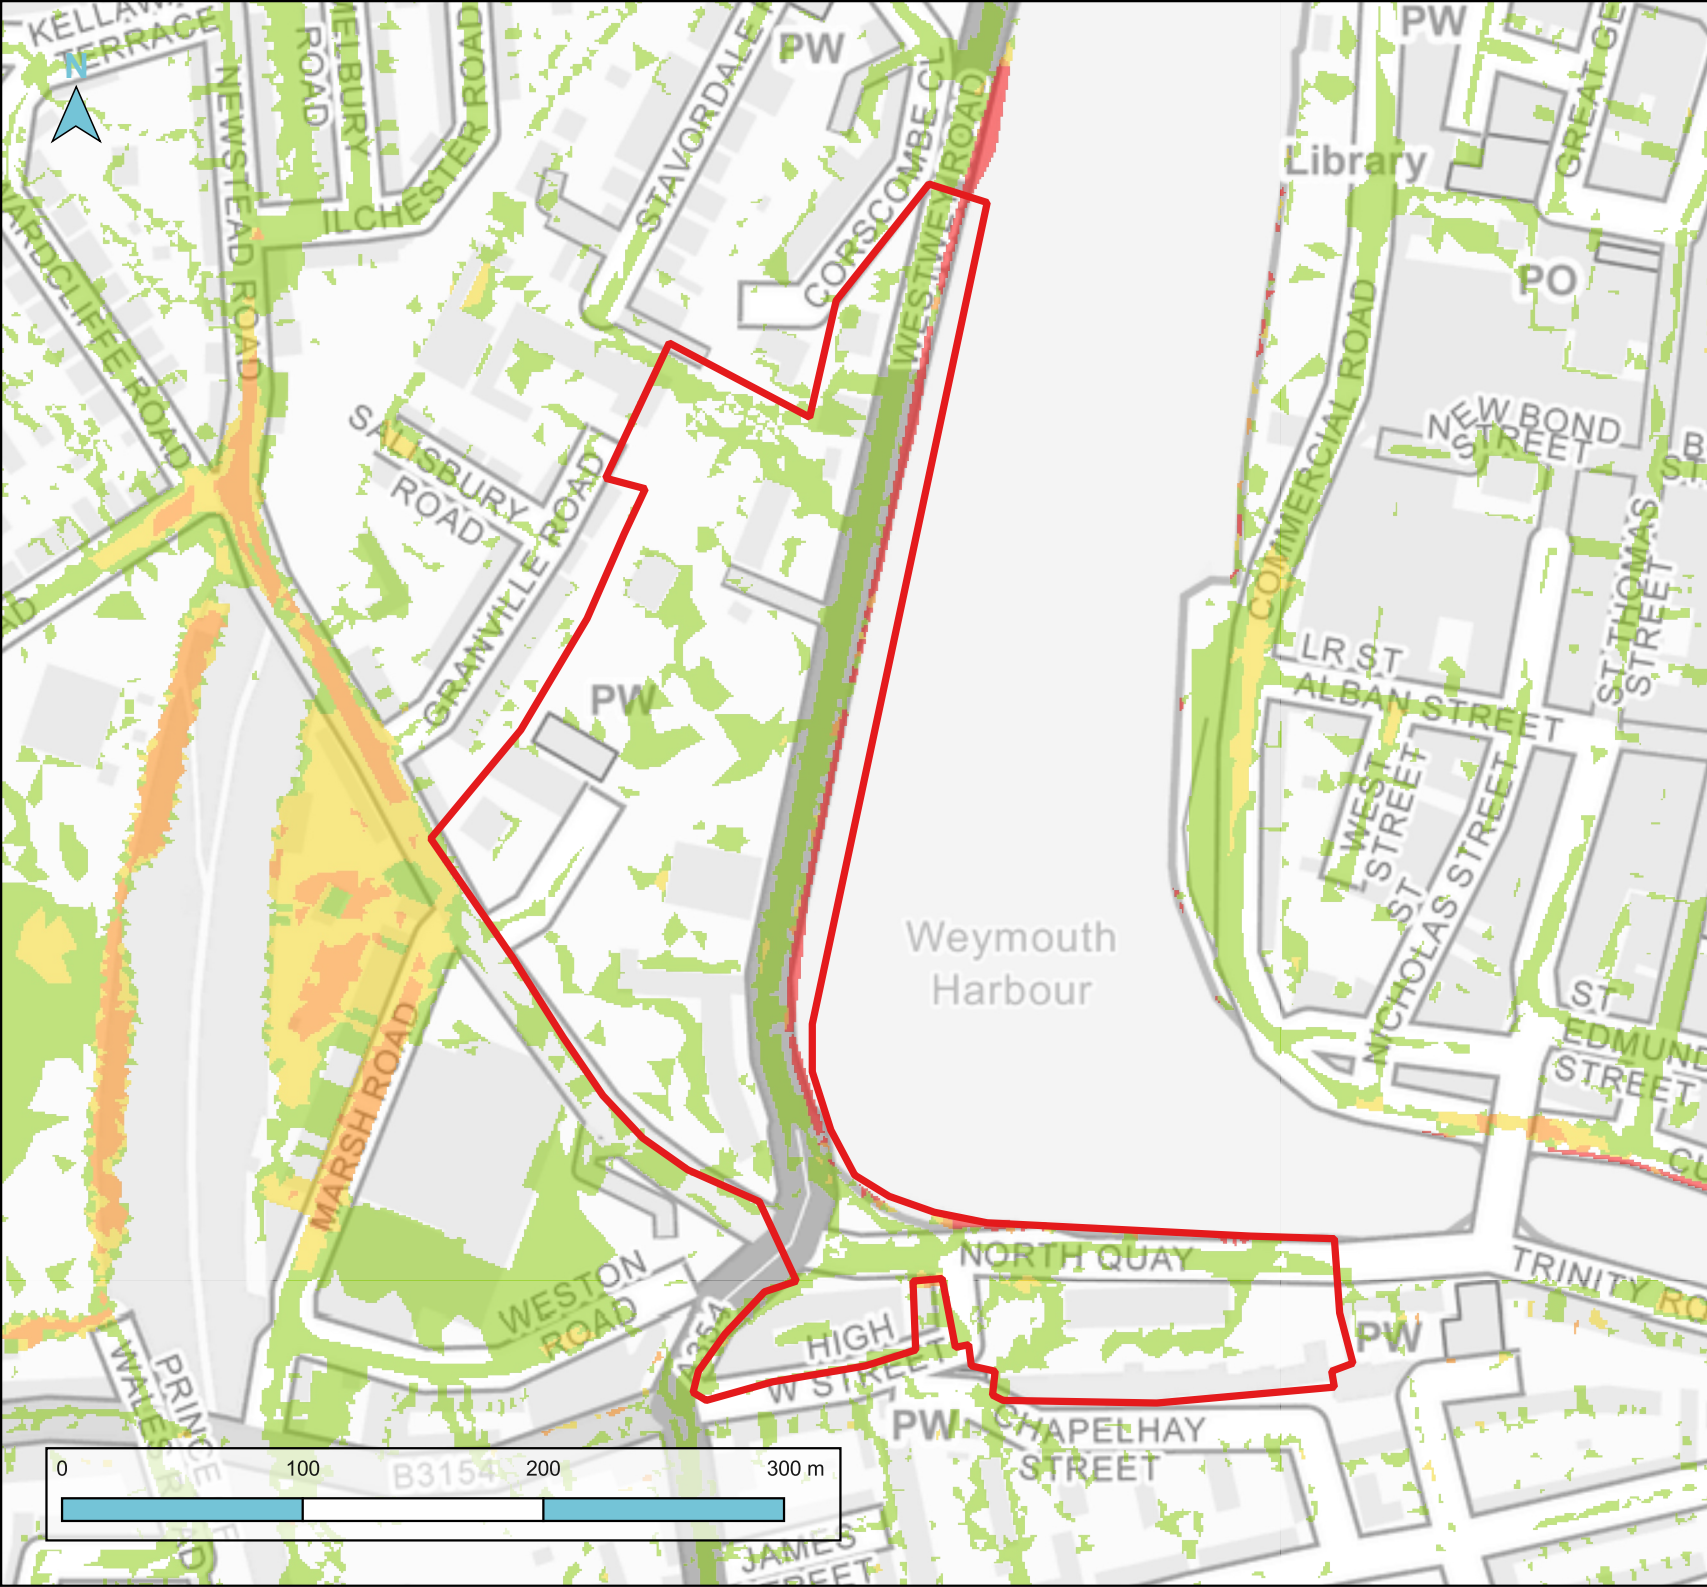 TERRACE
N
ROAD
MELBURY
ROAD
NEWSTEAD ROAD
ILCHESTER
STAVORDALE
PW
CORSCOMBE CL
WESTWEY ROAD
PW
Library
GREAT GE
PO
WARDCLIFFE ROAD
SALISBURY
ROAD
GRANVILLE ROAD
COMMERCIAL ROAD
NEW BOND
STREET
ST THOMAS
STREET
LR ST
ALBAN STREET
PW
WEST
STREET
ST
NICHOLAS STREET
Weymouth
Harbour
ST
EDMUND
STREET
MARSH ROAD
NORTH QUAY
TRINITY RO
WESTON
ROAD
A354
HIGH
W STREET
PW
PW
CHAPELHAY
STREET
PRINCE
WALES R
B3154
0 100 200 300 m
JAMES
STREET